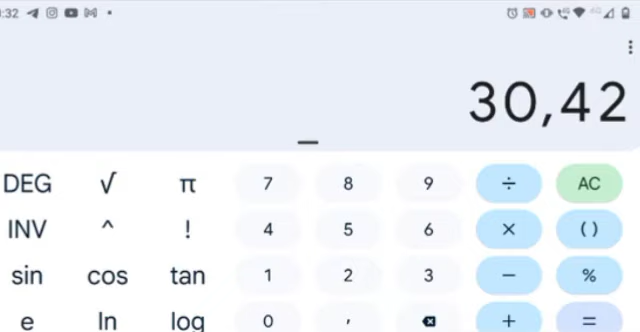 :32
30,42
DEG √ π 7 8 9 ÷ AC
INV ^ ! 4 5 6 × ( )
sin cos tan 1 2 3 − %
e ln log 0 , + =